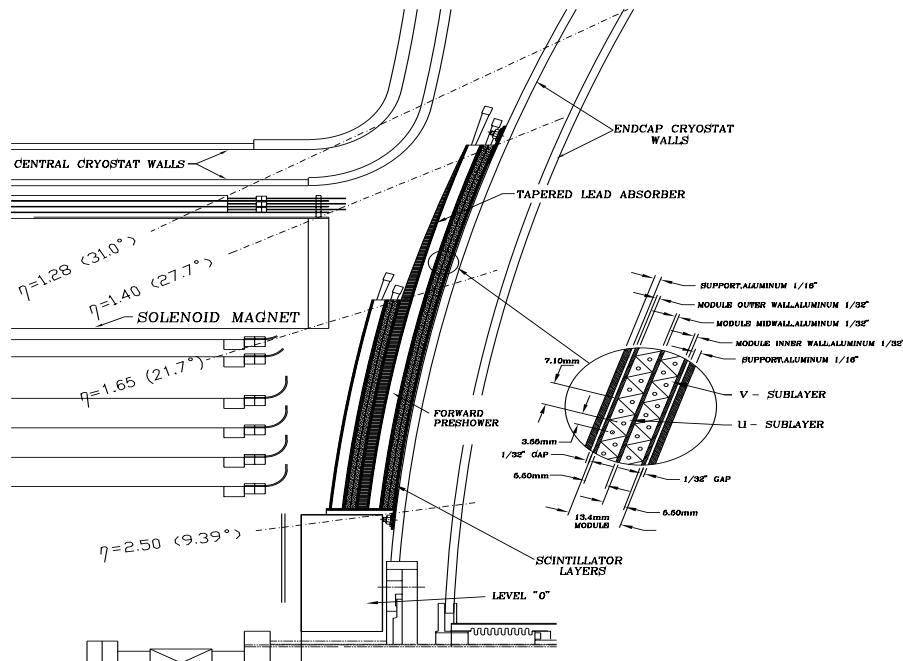 ENDCAP CRYOSTAT
WALLS
CENTRAL CRYOSTAT WALLS
TAPERED LEAD ABSORBER
η=1.28 (31.0°)
η=1.40 (27.7°)
SOLENOID MAGNET
η=1.65 (21.7°)
SUPPORT,ALUMINUM 1/16"
MODULE OUTER WALL,ALUMINUM 1/32"
MODULE MIDWALL,ALUMINUM 1/32"
MODULE INNER WALL,ALUMINUM 1/32"
SUPPORT,ALUMINUM 1/16"
7.10mm
V - SUBLAYER
U - SUBLAYER
FORWARD
PRESHOWER
3.55mm
1/32" GAP
1/32" GAP
5.50mm
5.50mm
13.4mm
MODULE
η=2.50 (9.39°)
SCINTILLATOR
LAYERS
LEVEL "0"